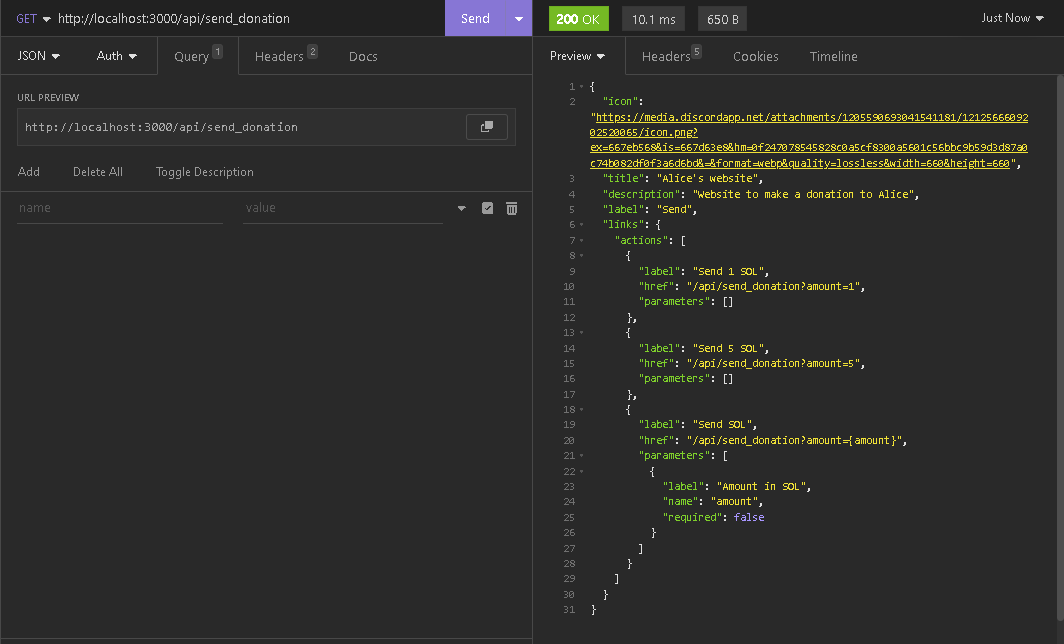 GET http://localhost:3000/api/send_donation Send 200 OK 10.1 ms 650 B Just Now
JSON Auth Query 1 Headers 2 Docs Preview Headers 5 Cookies Timeline
URL PREVIEW
http://localhost:3000/api/send_donation
Add Delete All Toggle Description
name value
1 {
2 "icon":
"https://media.discordapp.net/attachments/1205590693041541181/12125666092
02520065/icon.png?
ex=667eb568&is=667d63e8&hm=0f247078545828c0a5cf8300a5601c56bbc9b59d3d87a0
c74b082df0f3a6d6bd&=&format=webp&quality=lossless&width=660&height=660",
3 "title": "Alice's website",
4 "description": "Website to make a donation to Alice",
5 "label": "Send",
6 "links": {
7 "actions": [
8 {
9 "label": "Send 1 SOL",
10 "href": "/api/send_donation?amount=1",
11 "parameters": []
12 },
13 {
14 "label": "Send 5 SOL",
15 "href": "/api/send_donation?amount=5",
16 "parameters": []
17 },
18 {
19 "label": "Send SOL",
20 "href": "/api/send_donation?amount={amount}",
21 "parameters": [
22 {
23 "label": "Amount in SOL",
24 "name": "amount",
25 "required": false
26 }
27 ]
28 }
29 ]
30 }
31 }